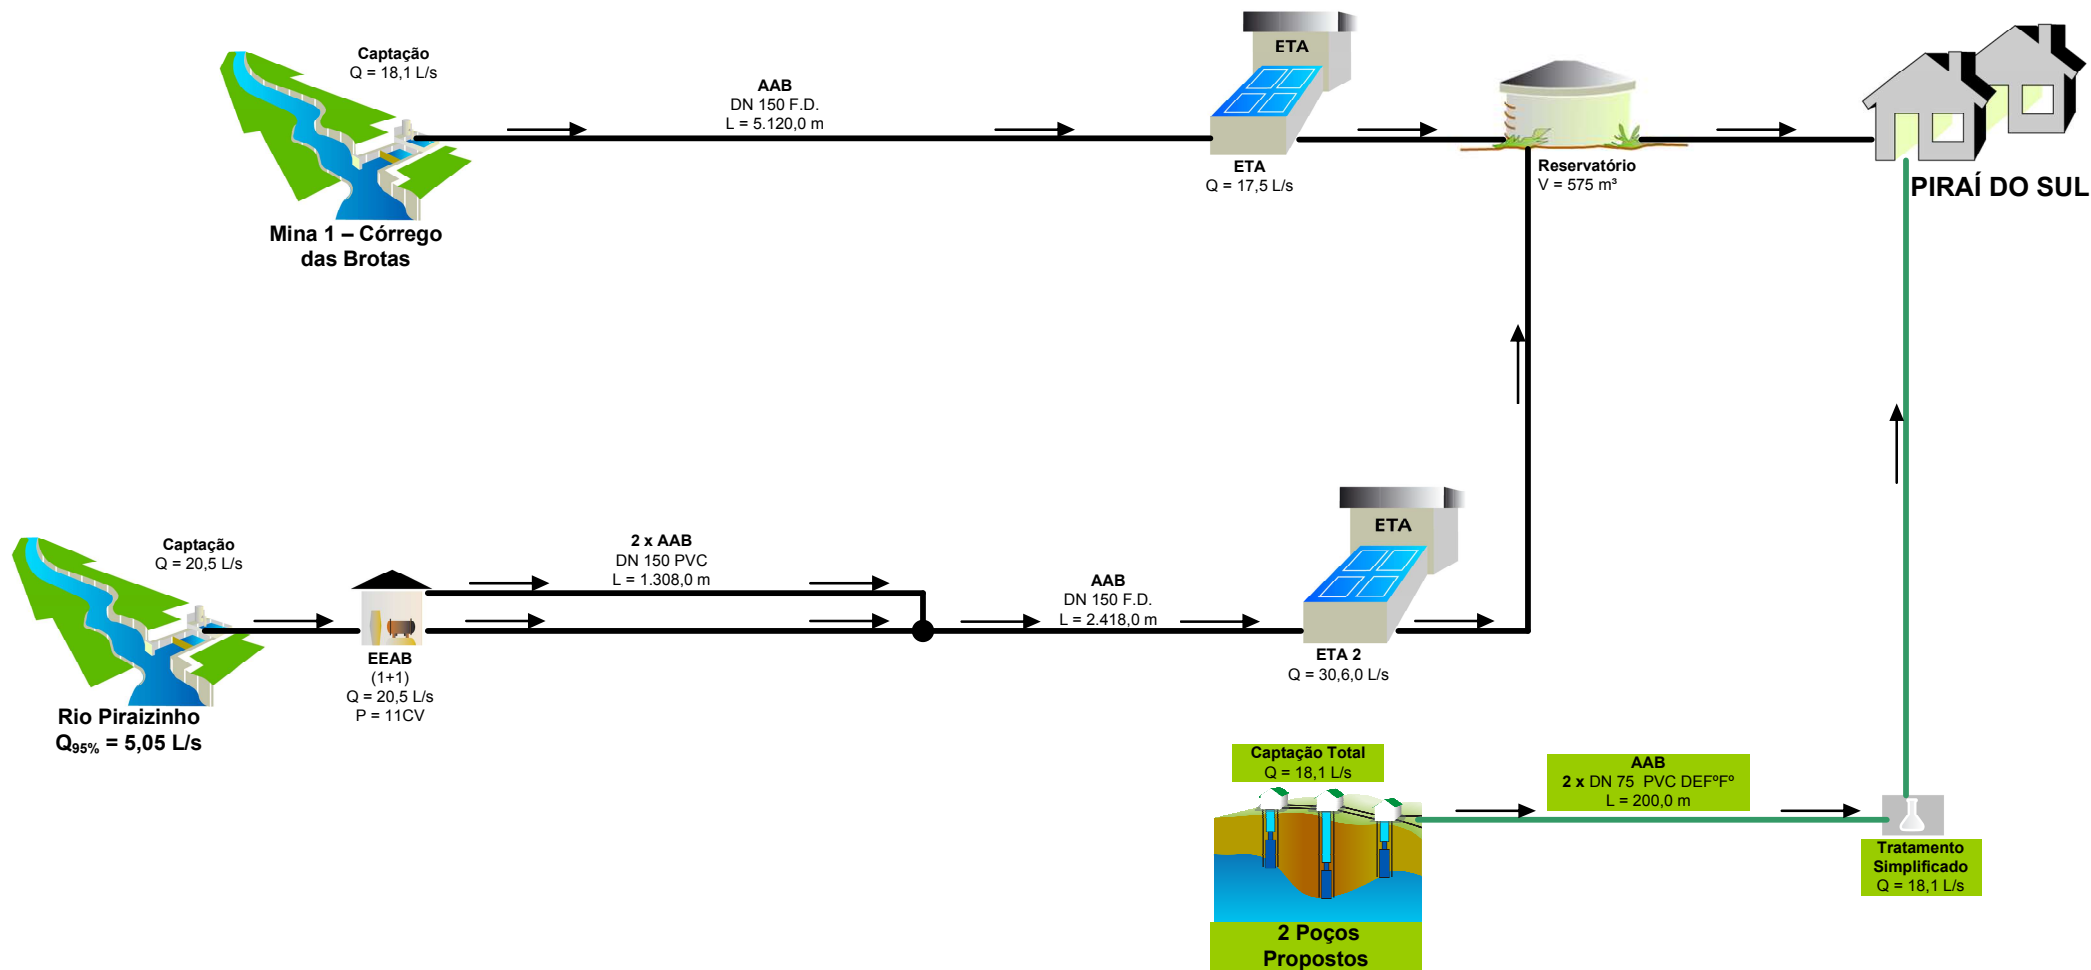 Captação
Q = 18,1 L/s
AAB
DN 150 F.D.
L = 5.120,0 m
ETA
ETA
Q = 17,5 L/s
Reservatório
V = 575 m³
PIRAÍ DO SUL
Mina 1 – Córrego
das Brotas
Captação
Q = 20,5 L/s
2 x AAB
DN 150 PVC
L = 1.308,0 m
AAB
DN 150 F.D.
L = 2.418,0 m
ETA
ETA 2
Q = 30,6,0 L/s
EEAB
(1+1)
Q = 20,5 L/s
P = 11CV
Rio Piraizinho
Q95% = 5,05 L/s
Captação Total
Q = 18,1 L/s
AAB
2 x DN 75 PVC DEFºFº
L = 200,0 m
Tratamento
Simplificado
Q = 18,1 L/s
2 Poços
Propostos